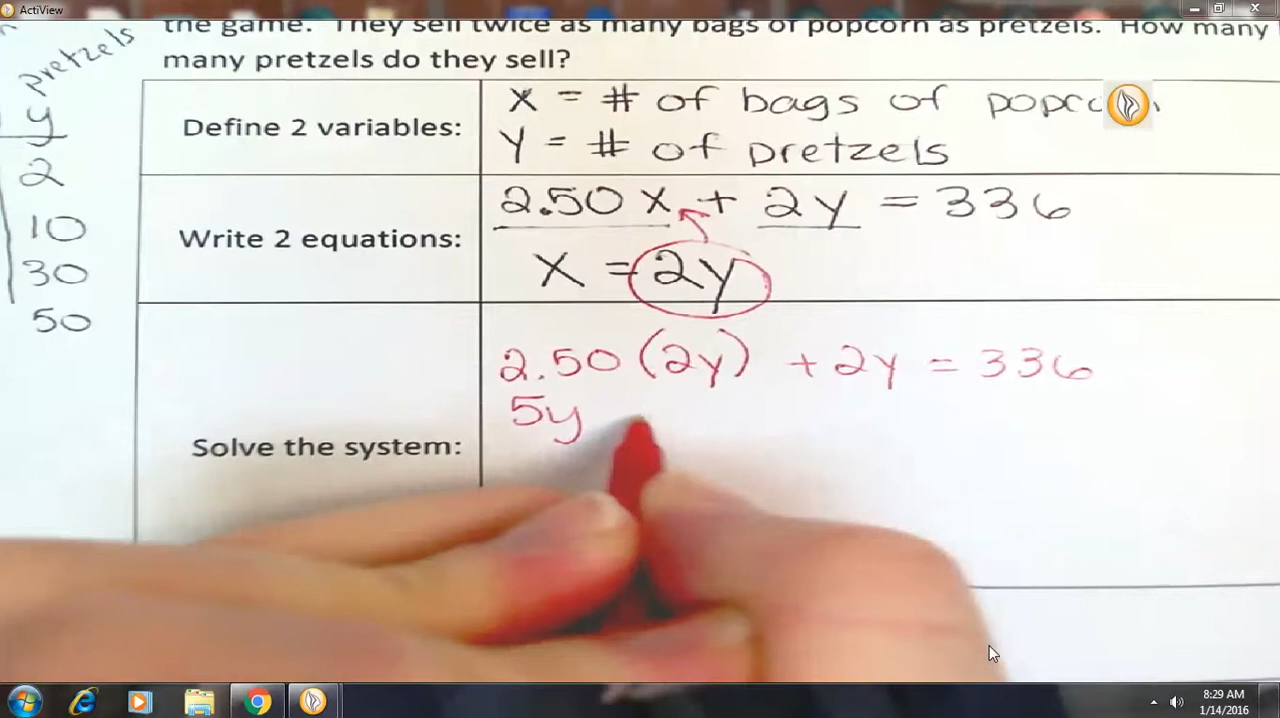 ActiView
the game. They sell twice as many bags of popcorn as pretzels. How many
many pretzels do they sell?
pretzels
y
2
10
30
50
Define 2 variables:
x = # of bags of
y = # of pretzels
Write 2 equations:
2.50x + 2y = 336
x = 2y
Solve the system:
2.50(2y) + 2y = 336
5y
8:29 AM
1/14/2016